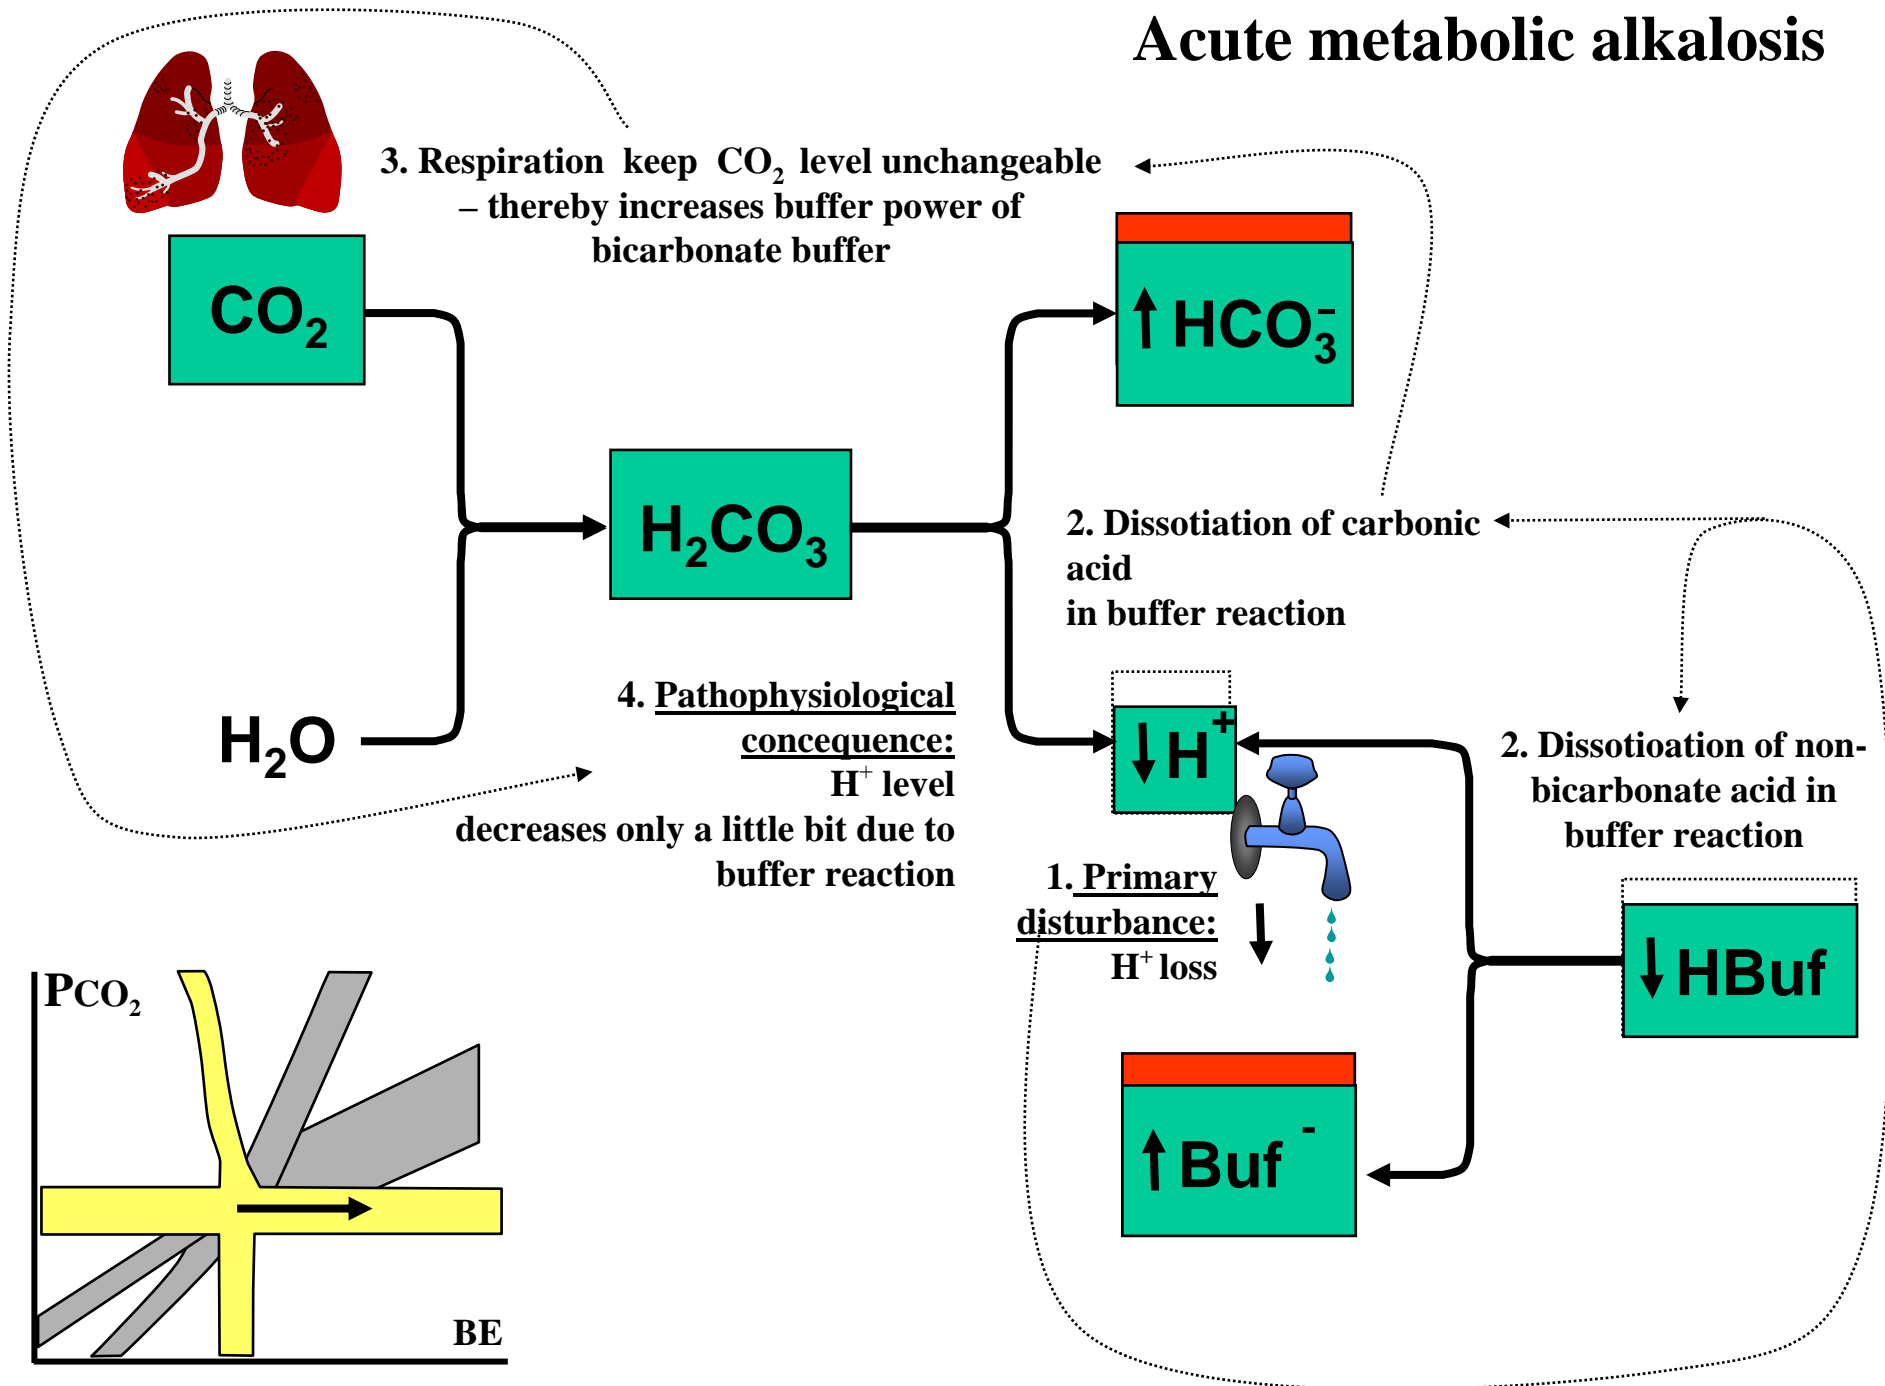 Acute metabolic alkalosis
3. Respiration keep CO₂ level unchangeable
– thereby increases buffer power of
bicarbonate buffer
CO₂
↑ HCO₃⁻
H₂CO₃
2. Dissotiation of carbonic
acid
in buffer reaction
H₂O
4. Pathophysiological
concequence:
H⁺ level
decreases only a little bit due to
buffer reaction
↓ H⁺
2. Dissotioation of non-
bicarbonate acid in
buffer reaction
1. Primary
disturbance:
H⁺ loss
↓ HBuf
↑ Buf ⁻
PCO₂
BE